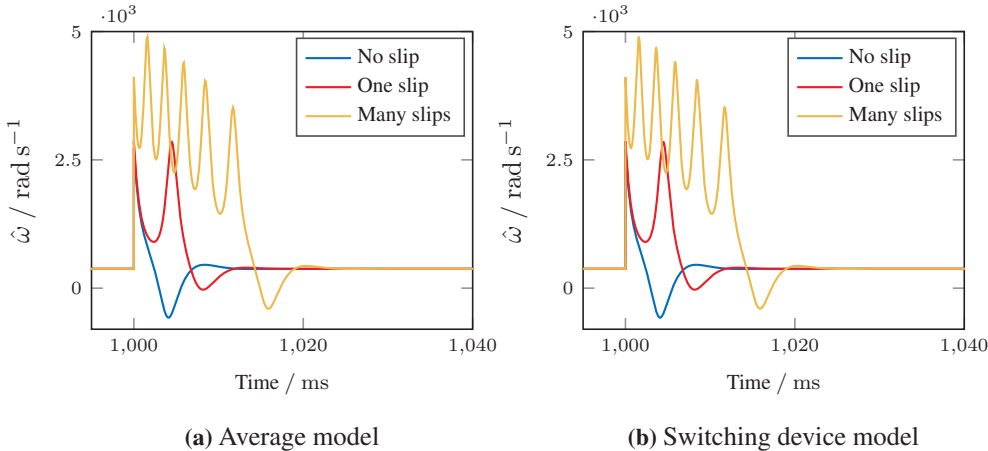 ·10³
5
2.5
0
ω̂ / rad s⁻¹
No slip
One slip
Many slips
1,000
1,020
1,040
Time / ms
(a) Average model
·10³
5
2.5
0
ω̂ / rad s⁻¹
No slip
One slip
Many slips
1,000
1,020
1,040
Time / ms
(b) Switching device model